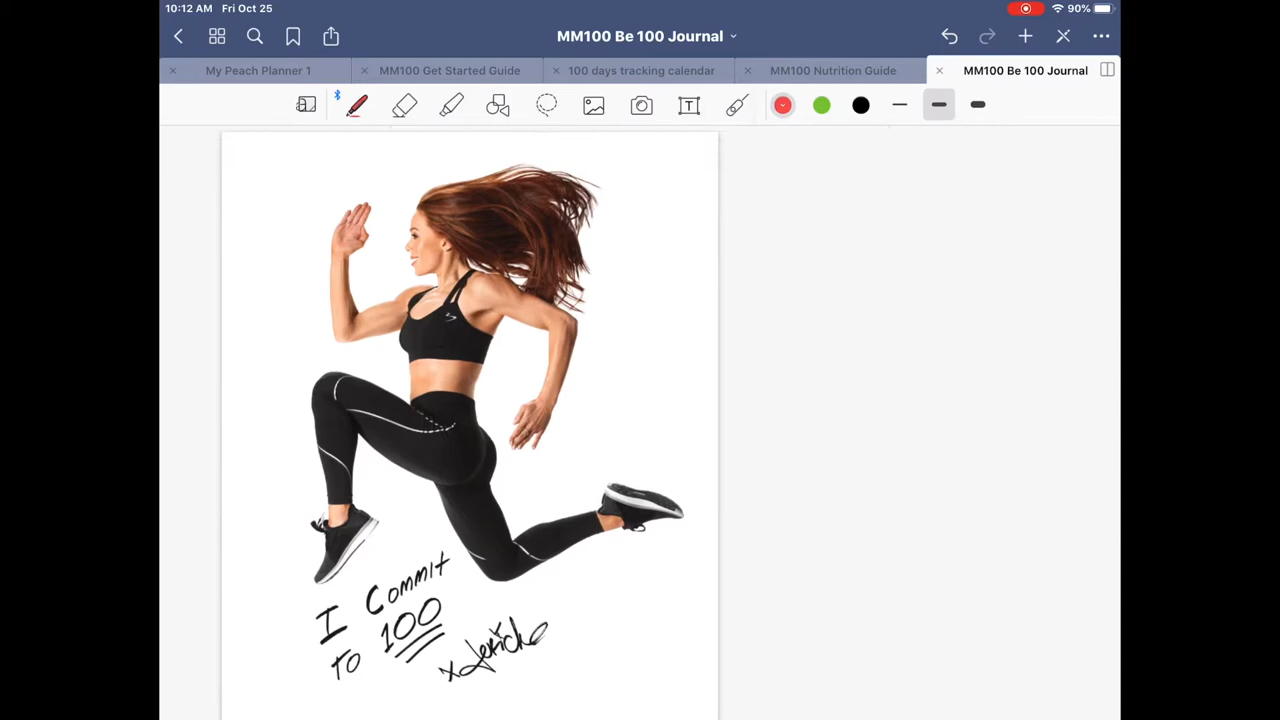 10:12 AM Fri Oct 25
90%
MM100 Be 100 Journal
My Peach Planner 1
MM100 Get Started Guide
100 days tracking calendar
MM100 Nutrition Guide
MM100 Be 100 Journal
T
I Commit
To 100
x Jericho